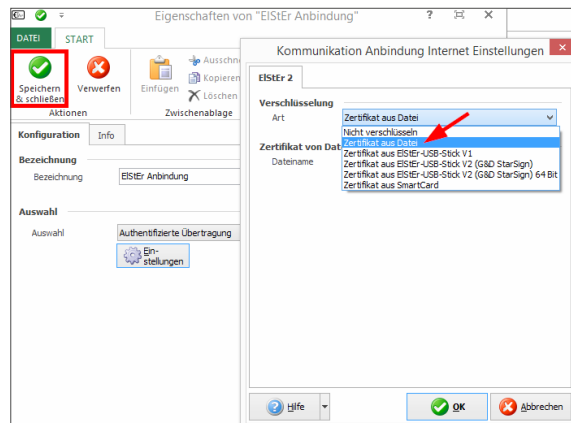 Eigenschaften von "ElStEr Anbindung"
DATEI START
Speichern & schließen
Verwerfen
Einfügen
Kopieren
Löschen
Aktionen
Zwischenablage
Konfiguration Info
Bezeichnung
Bezeichnung ElStEr Anbindung
Auswahl
Auswahl Authentifizierte Übertragung
Ein-
stellungen
Kommunikation Anbindung Internet Einstellungen
ElStEr 2
Verschlüsselung
Art Zertifikat aus Datei
Nicht verschlüsseln
Zertifikat aus Datei
Zertifikat aus ElStEr-USB-Stick V1
Zertifikat aus ElStEr-USB-Stick V2 (G&D StarSign)
Zertifikat aus ElStEr-USB-Stick V2 (G&D StarSign) 64 Bit
Zertifikat aus SmartCard
Zertifikat von Dat
Dateiname
Hilfe
OK
Abbrechen